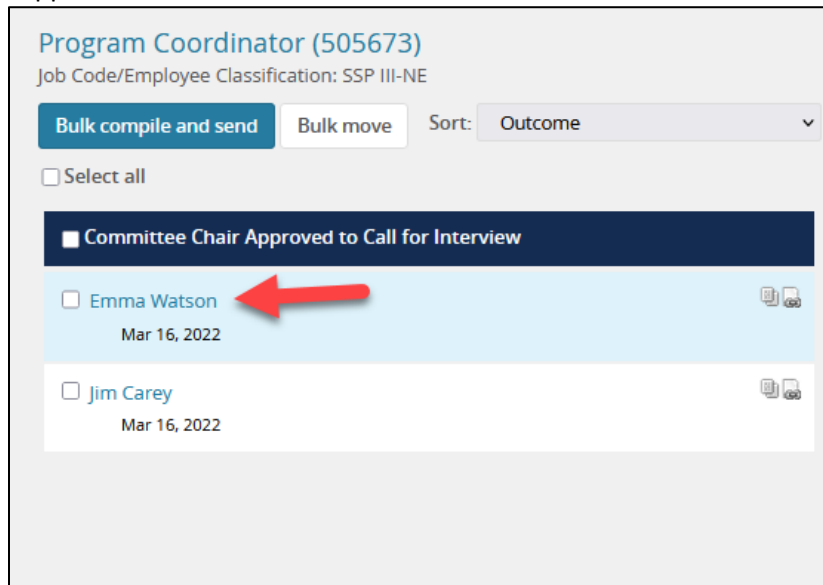 Program Coordinator (505673)
Job Code/Employee Classification: SSP III-NE
Bulk compile and send Bulk move Sort: Outcome
Select all
Committee Chair Approved to Call for Interview
Emma Watson
Mar 16, 2022
Jim Carey
Mar 16, 2022